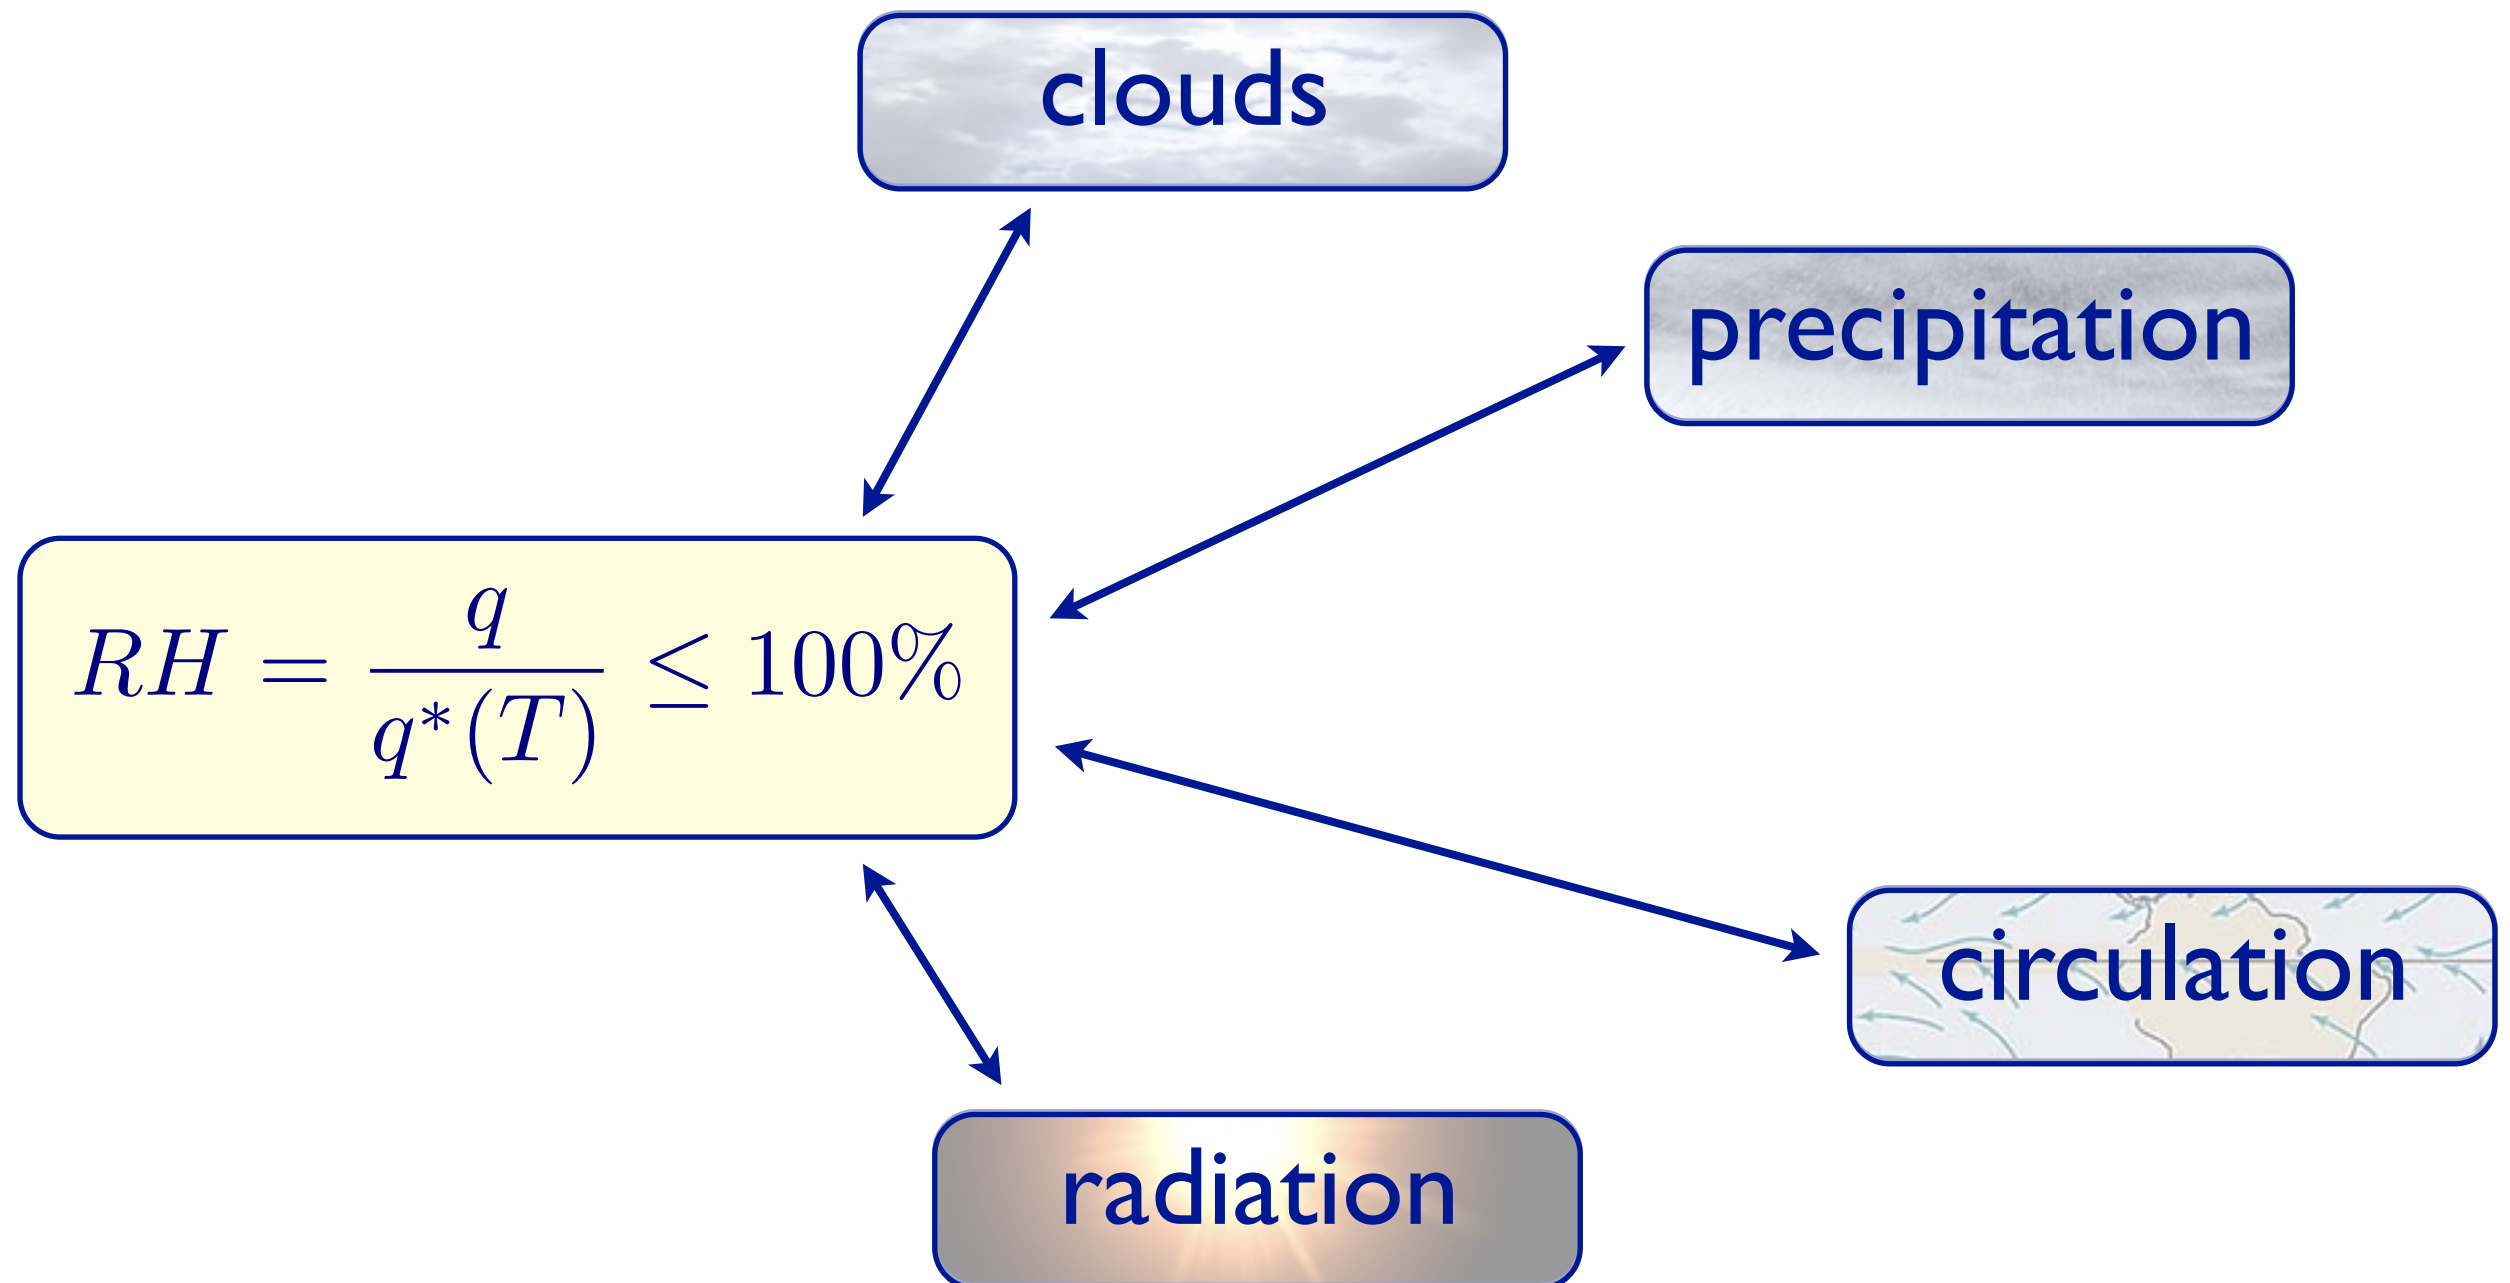 clouds
precipitation
RH = q / q*(T) ≤ 100%
circulation
radiation